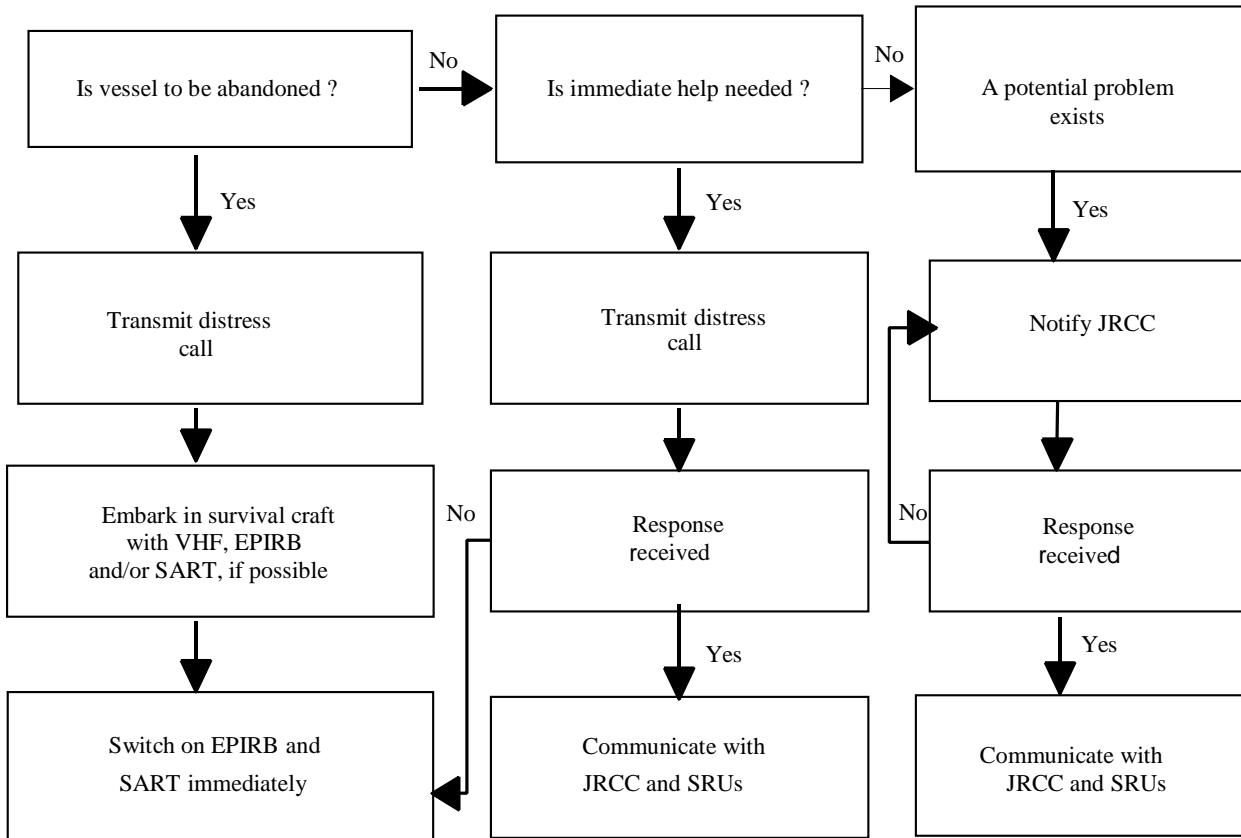 Is vessel to be abandoned ?
No
Is immediate help needed ?
No
A potential problem
exists
Yes
Yes
Yes
Transmit distress
call
Transmit distress
call
Notify JRCC
Embark in survival craft
with VHF, EPIRB
and/or SART, if possible
No
Response
received
No
Response
received
Yes
Yes
Switch on EPIRB and
SART immediately
Communicate with
JRCC and SRUs
Communicate with
JRCC and SRUs